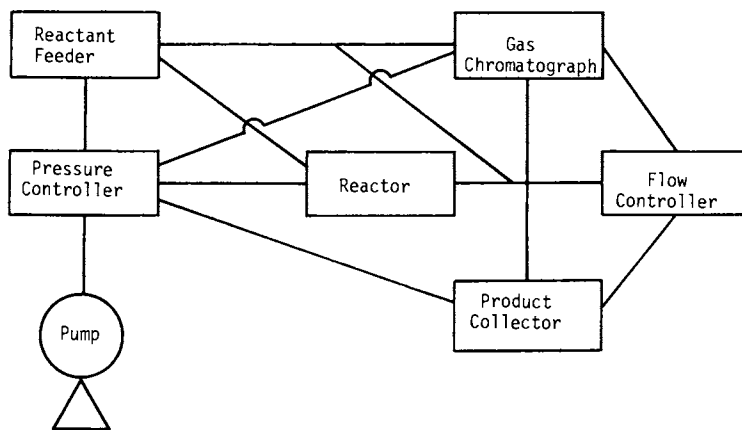 Reactant
Feeder
Gas
Chromatograph
Pressure
Controller
Reactor
Flow
Controller
Product
Collector
Pump